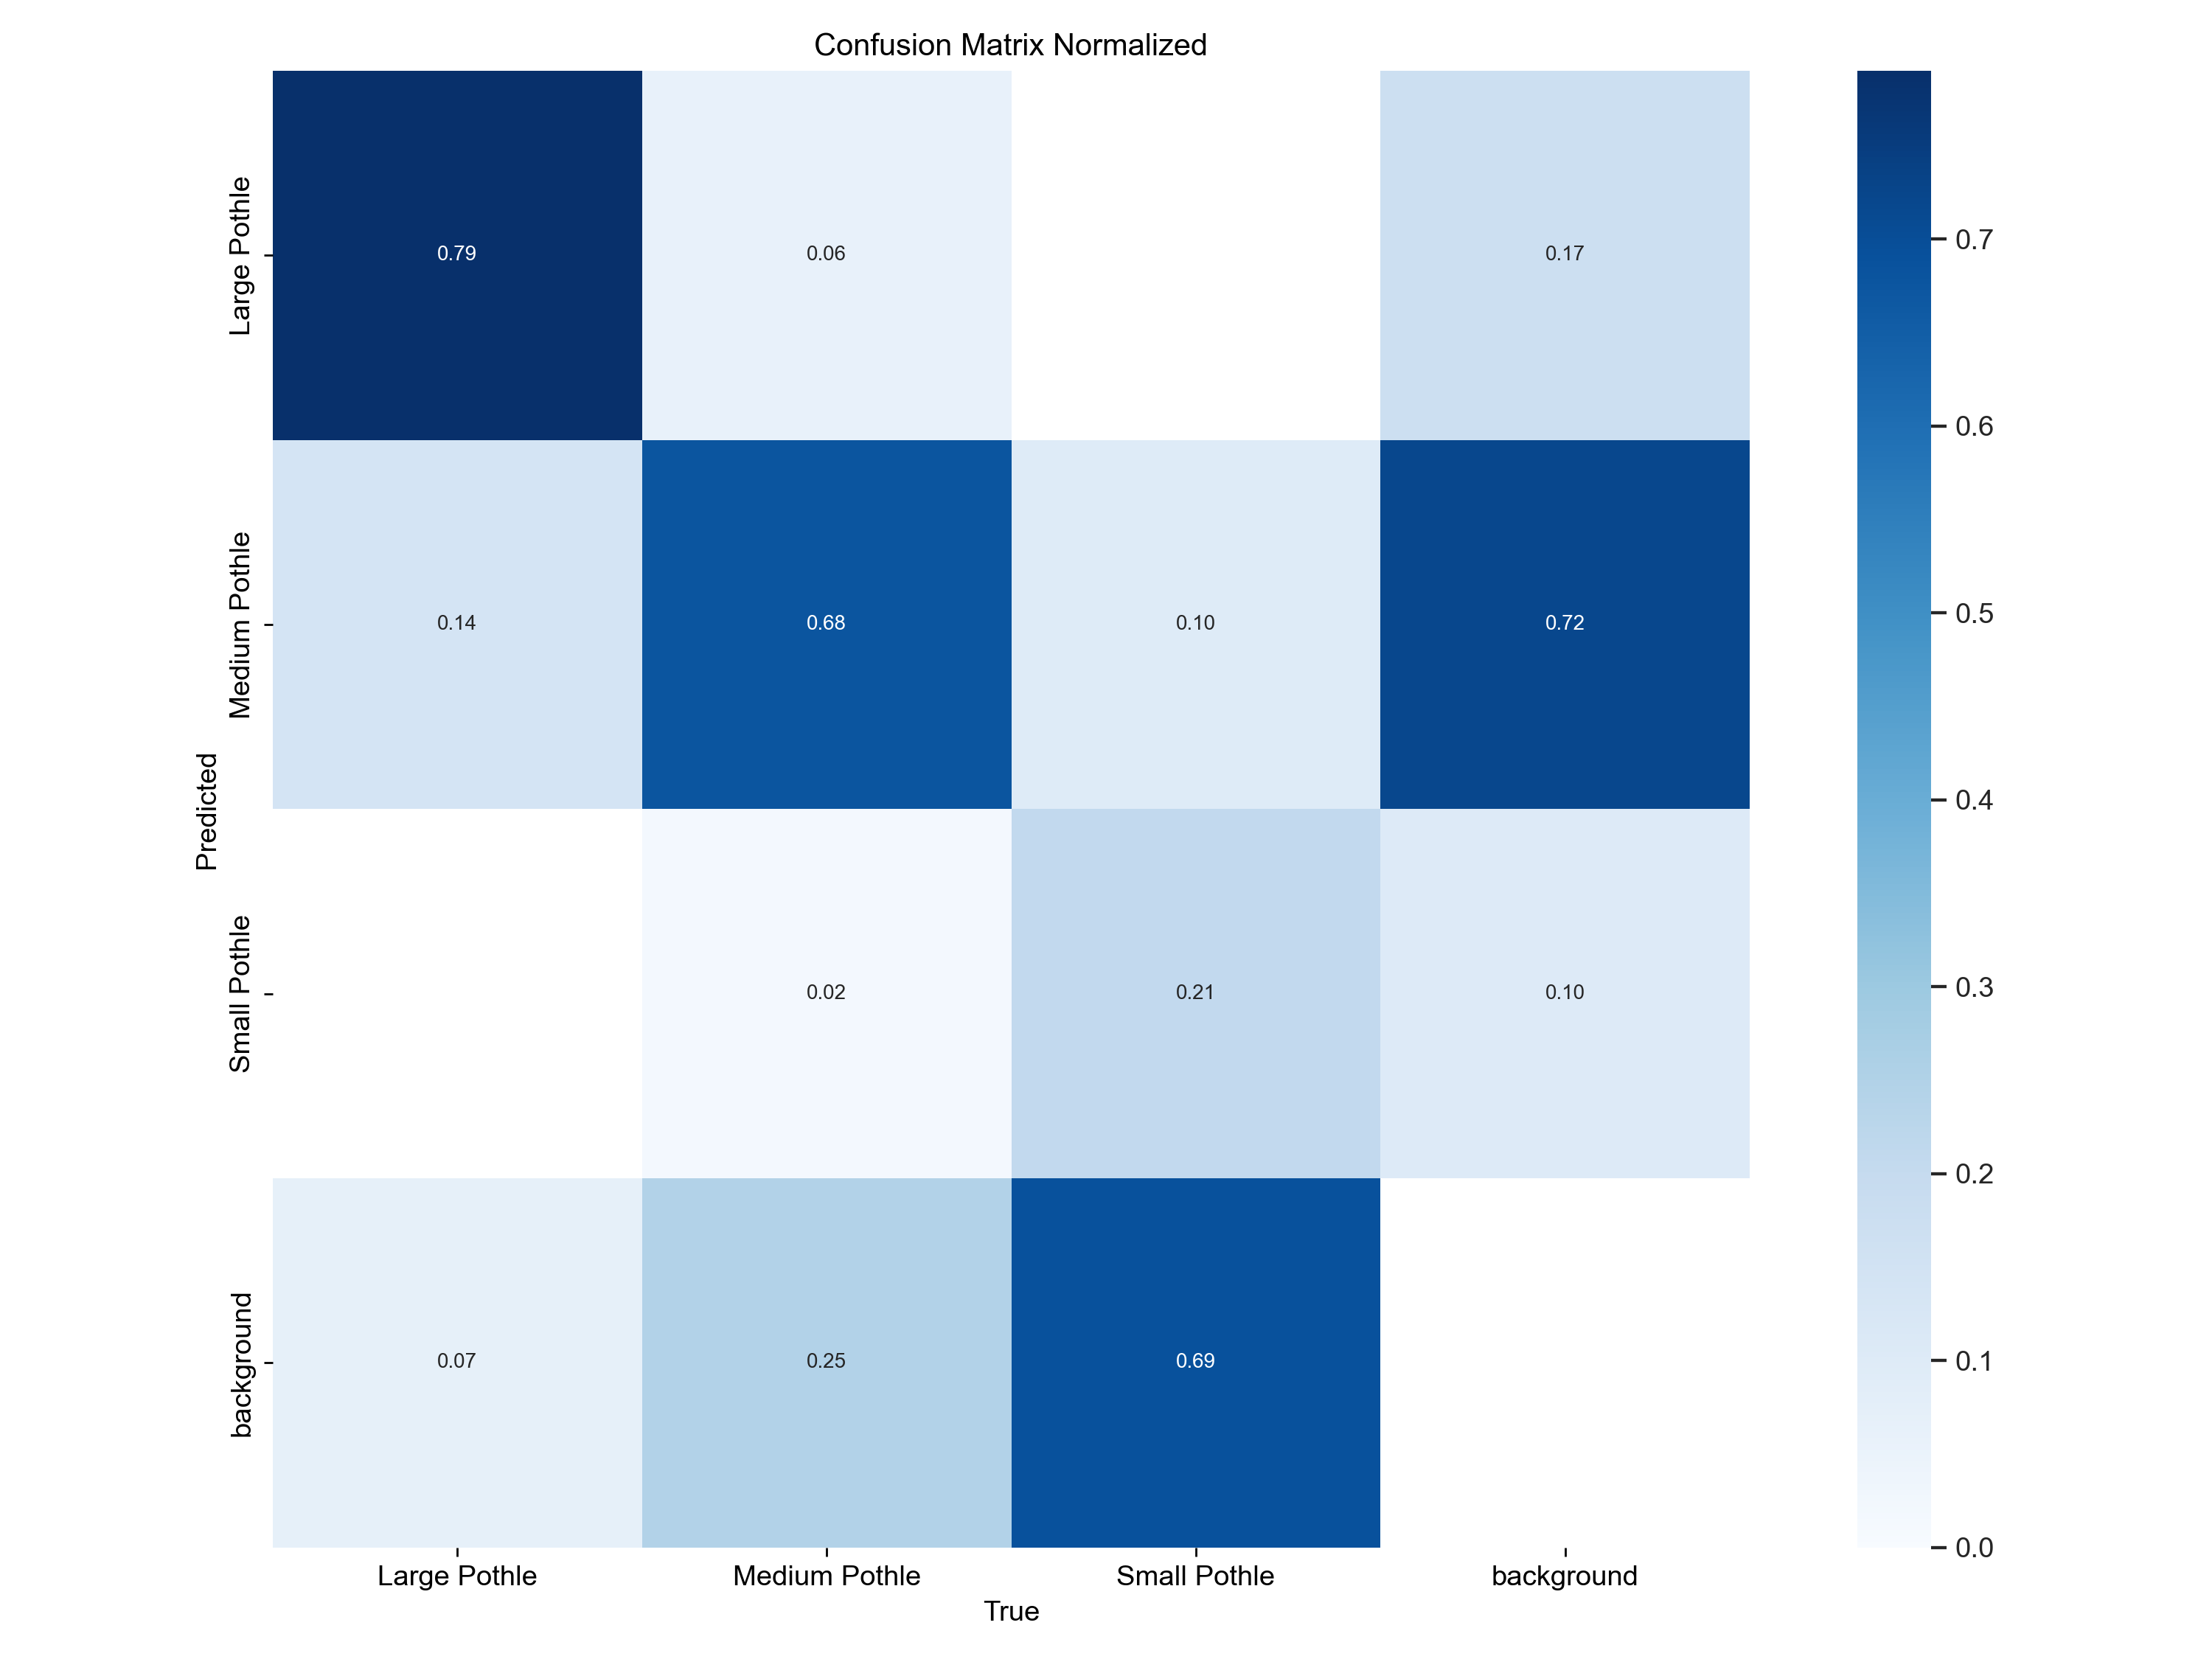 Confusion Matrix Normalized
Large Pothle
0.79
0.06
0.17
0.7
0.6
Medium Pothle
0.14
0.68
0.10
0.72
0.5
0.4
Predicted
Small Pothle
0.02
0.21
0.10
0.3
0.2
background
0.07
0.25
0.69
0.1
0.0
Large Pothle
Medium Pothle
Small Pothle
background
True